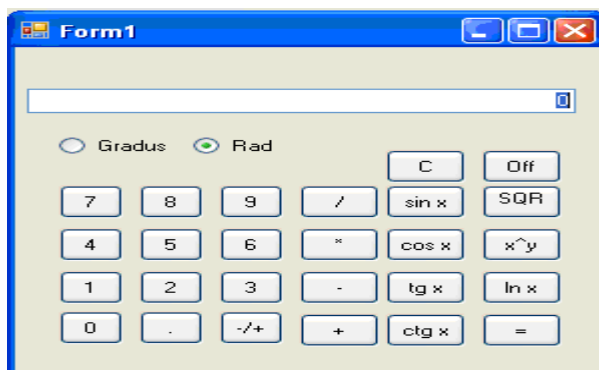 Form1
0
Gradus Rad
C Off
7 8 9 / sin x SQR
4 5 6 * cos x x^y
1 2 3 - tg x ln x
0 . -/+ + ctg x =